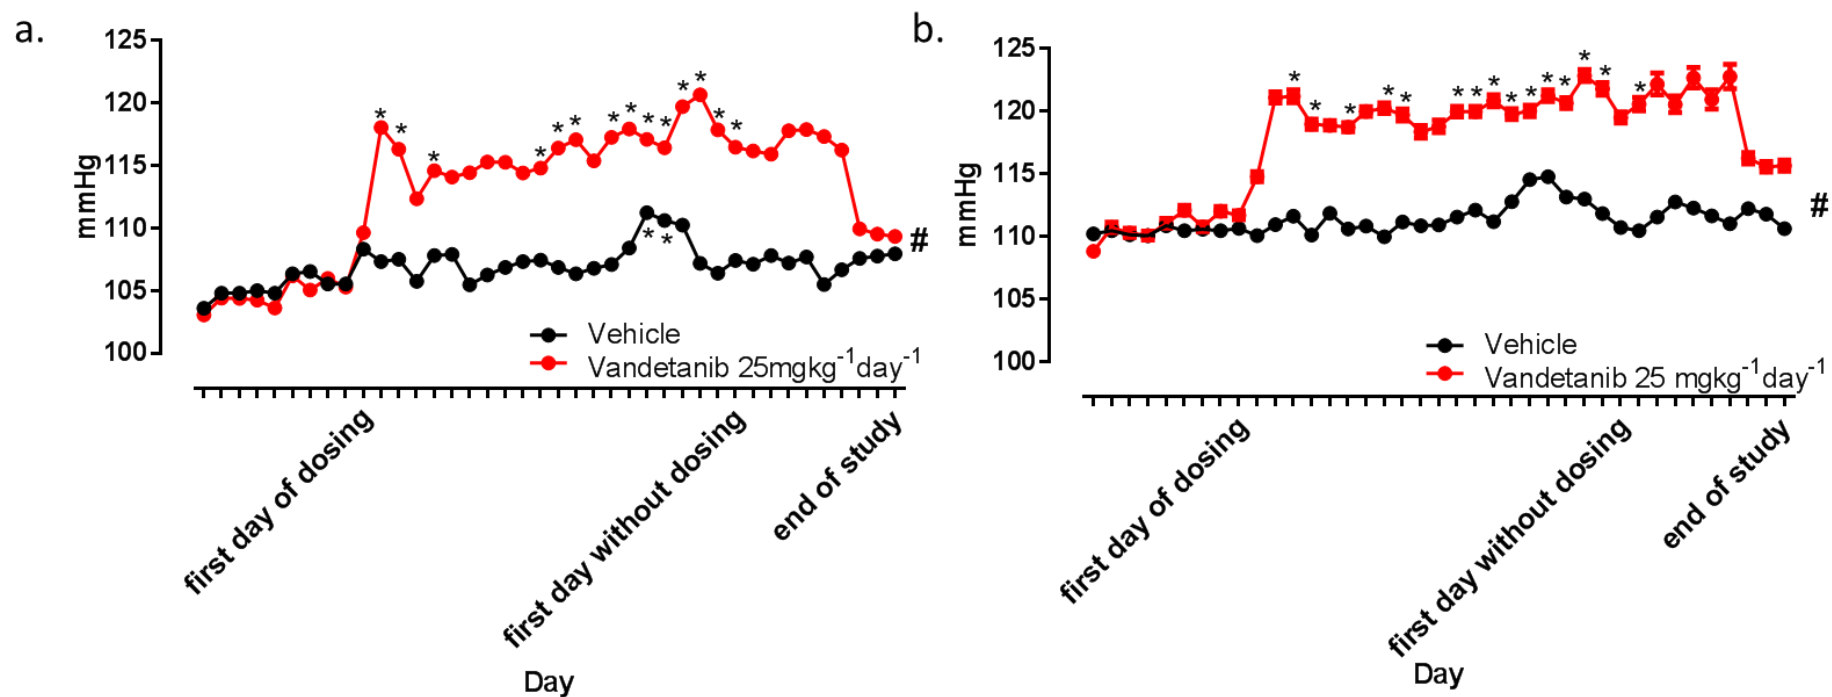 a.
125
120
115
110
105
100
mmHg
* * * * * * * * * * * * * *
* *
#
Vehicle
Vandetanib 25mgkg⁻¹day⁻¹
first day of dosing
first day without dosing
end of study
Day
b.
125
120
115
110
105
100
mmHg
* * * * * * * * * * * * * * * *
#
Vehicle
Vandetanib 25 mgkg⁻¹day⁻¹
first day of dosing
first day without dosing
end of study
Day